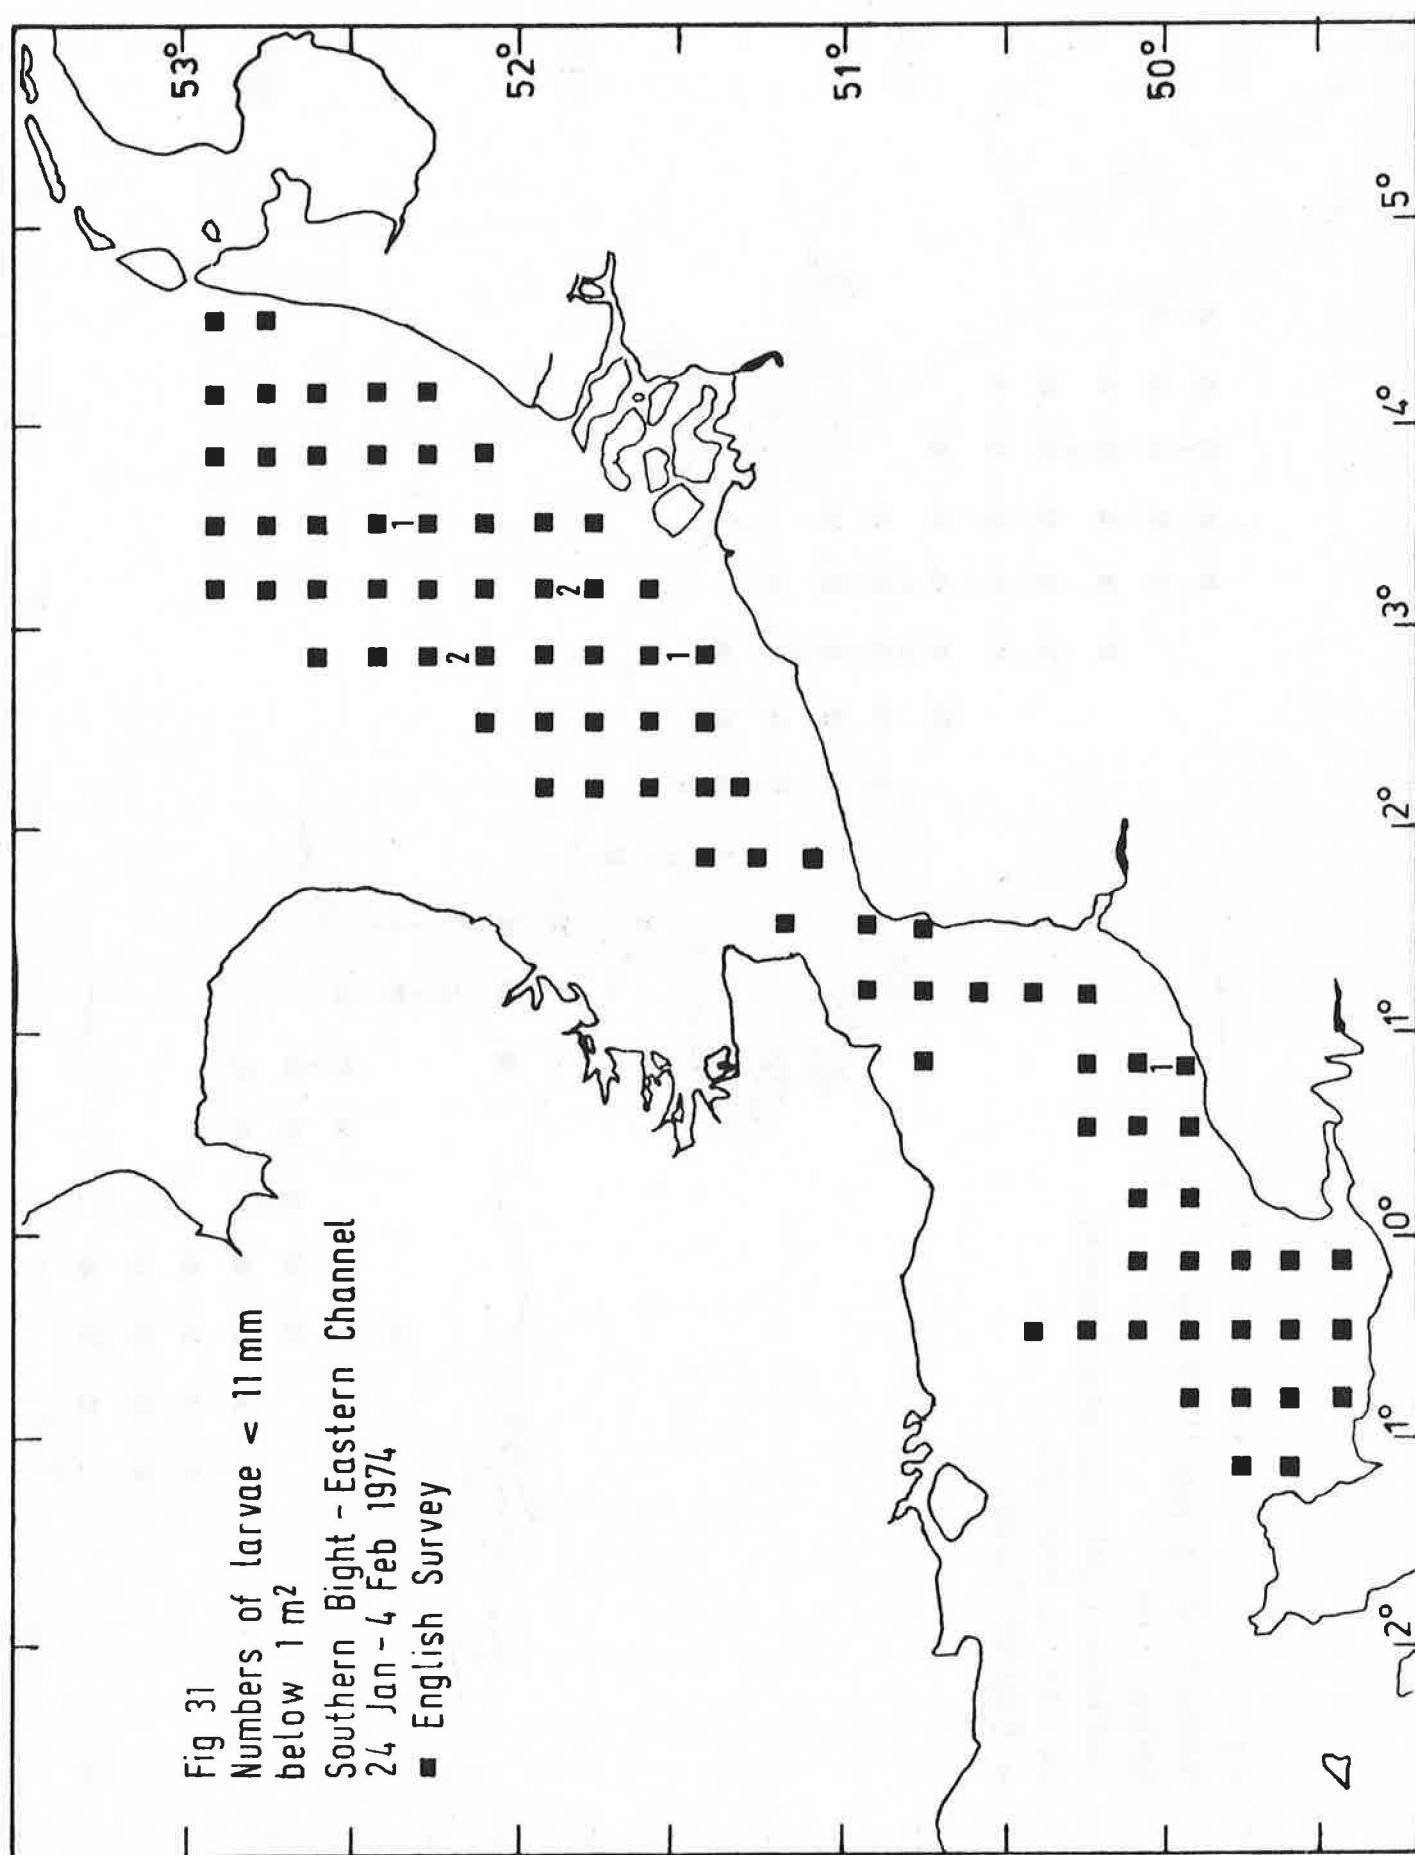 Fig 31
Numbers of larvae < 11 mm
below 1 m²
Southern Bight - Eastern Channel
24 Jan - 4 Feb 1974
■ English Survey
53°
52°
51°
50°
2°
1°
0°
1°
2°
3°
4°
5°
1
2
2
1
1